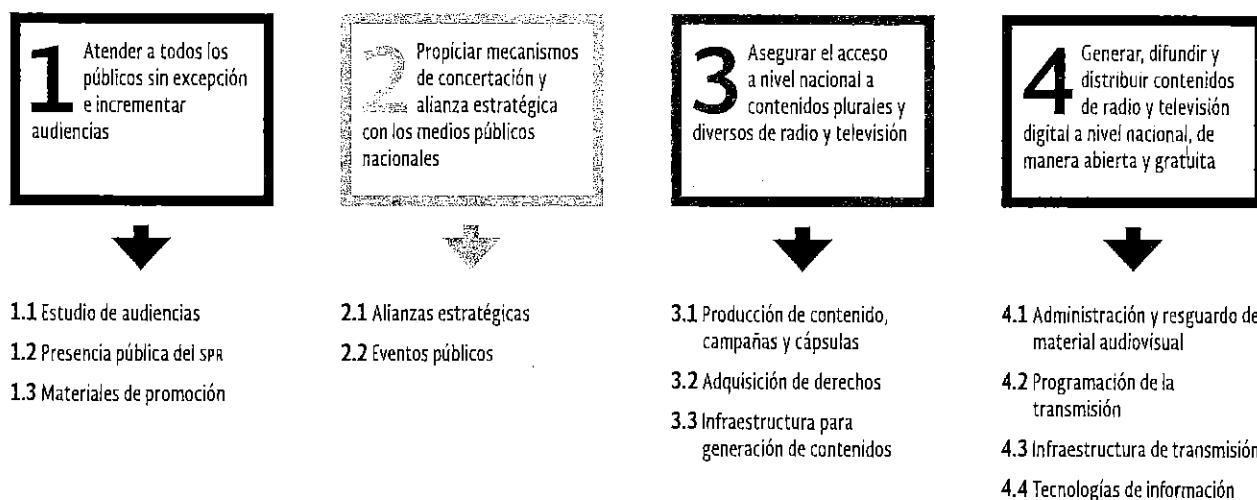 1 Atender a todos los
públicos sin excepción
e incrementar
audiencias
1.1 Estudio de audiencias
1.2 Presencia pública del SPR
1.3 Materiales de promoción
2 Propiciar mecanismos
de concertación y
alianza estratégica
con los medios públicos
nacionales
2.1 Alianzas estratégicas
2.2 Eventos públicos
3 Asegurar el acceso
a nivel nacional a
contenidos plurales y
diversos de radio y televisión
3.1 Producción de contenido,
campañas y cápsulas
3.2 Adquisición de derechos
3.3 Infraestructura para
generación de contenidos
4 Generar, difundir y
distribuir contenidos
de radio y televisión
digital a nivel nacional, de
manera abierta y gratuita
4.1 Administración y resguardo de
material audiovisual
4.2 Programación de la
transmisión
4.3 Infraestructura de transmisión
4.4 Tecnologías de información